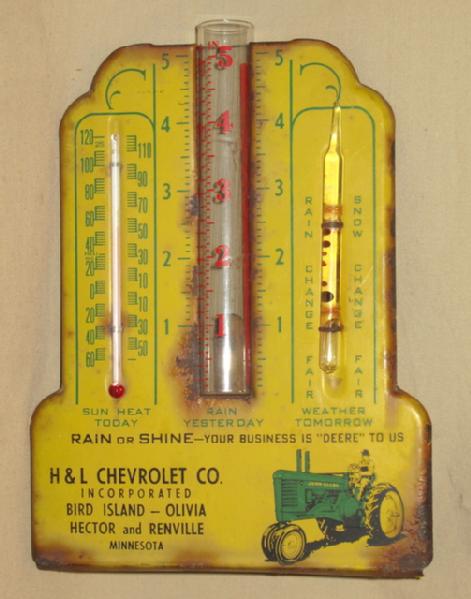 IN
5 5 5
4 4 4
3 3 3
2 2 2
1 1 1
120
100
80
60
40
20
0
20
40
60
110
90
70
50
30
10
10
30
50
RAIN CHANGE FAIR
SNOW CHANGE FAIR
SUN HEAT TODAY
RAIN YESTERDAY
WEATHER TOMORROW
RAIN OR SHINE—YOUR BUSINESS IS "DEERE" TO US
H & L CHEVROLET CO.
INCORPORATED
BIRD ISLAND — OLIVIA
HECTOR and RENVILLE
MINNESOTA
JOHN DEERE